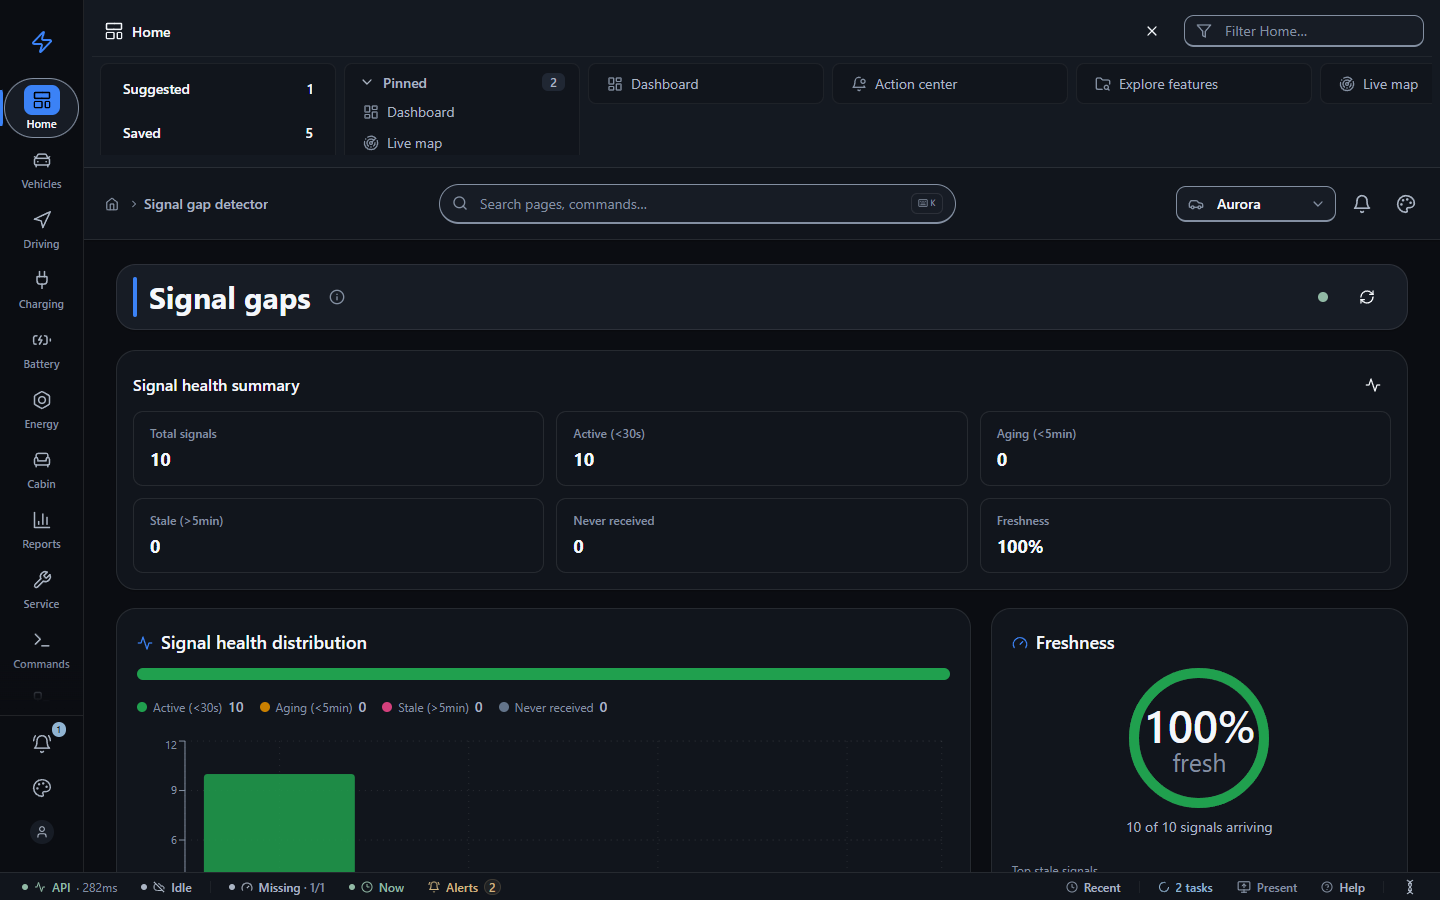 Home
Filter Home...
Suggested 1
Saved 5
Pinned 2
Dashboard
Live map
Dashboard
Action center
Explore features
Live map
Home
Vehicles
Driving
Charging
Battery
Energy
Cabin
Reports
Service
Commands
1
Signal gap detector
Search pages, commands...
K
Aurora
Signal gaps
Signal health summary
Total signals
10
Active (<30s)
10
Aging (<5min)
0
Stale (>5min)
0
Never received
0
Freshness
100%
Signal health distribution
Active (<30s) 10 Aging (<5min) 0 Stale (>5min) 0 Never received 0
12
9
6
Freshness
100%
fresh
10 of 10 signals arriving
Top stale signals
API · 282ms
Idle
Missing · 1/1
Now
Alerts 2
Recent
2 tasks
Present
Help